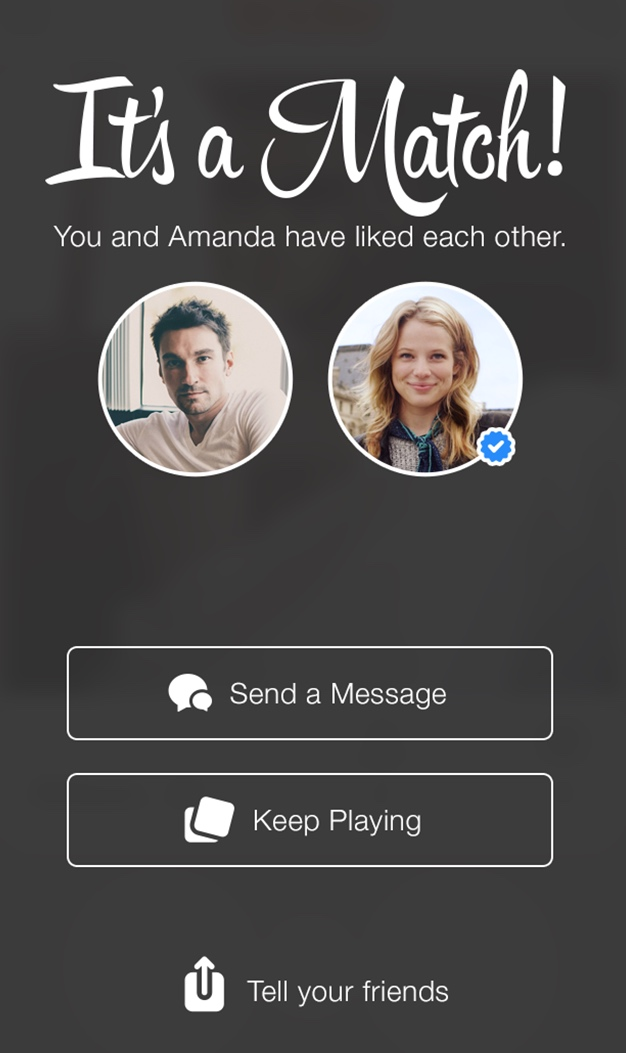 It's a Match!
You and Amanda have liked each other.
Send a Message
Keep Playing
Tell your friends